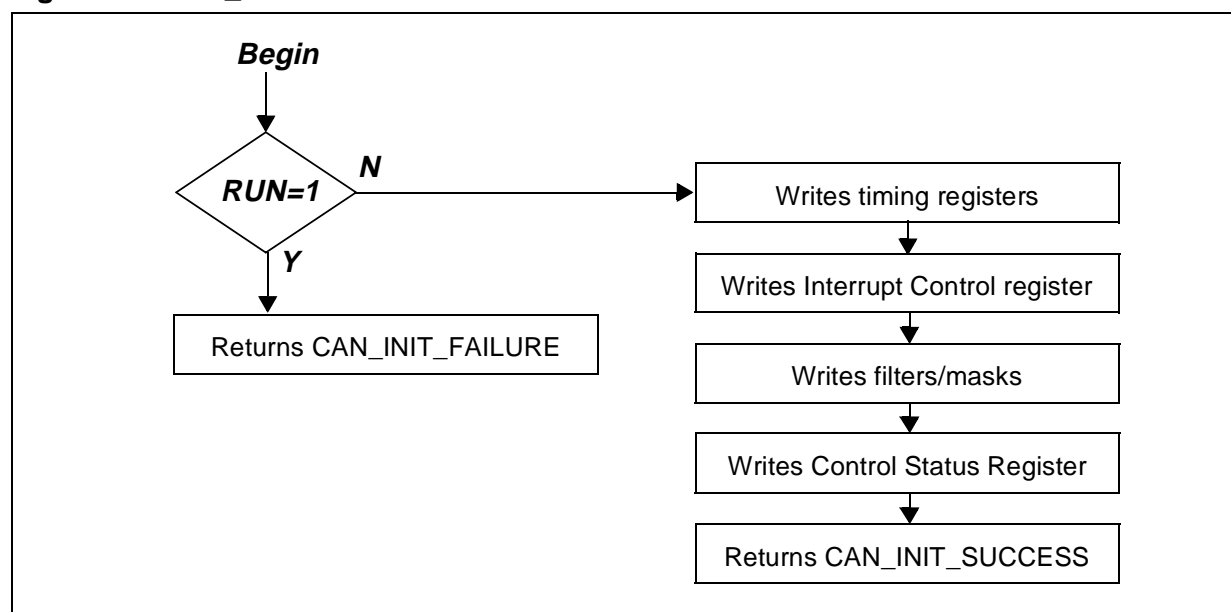 Begin
RUN=1
N
Y
Returns CAN_INIT_FAILURE
Writes timing registers
Writes Interrupt Control register
Writes filters/masks
Writes Control Status Register
Returns CAN_INIT_SUCCESS